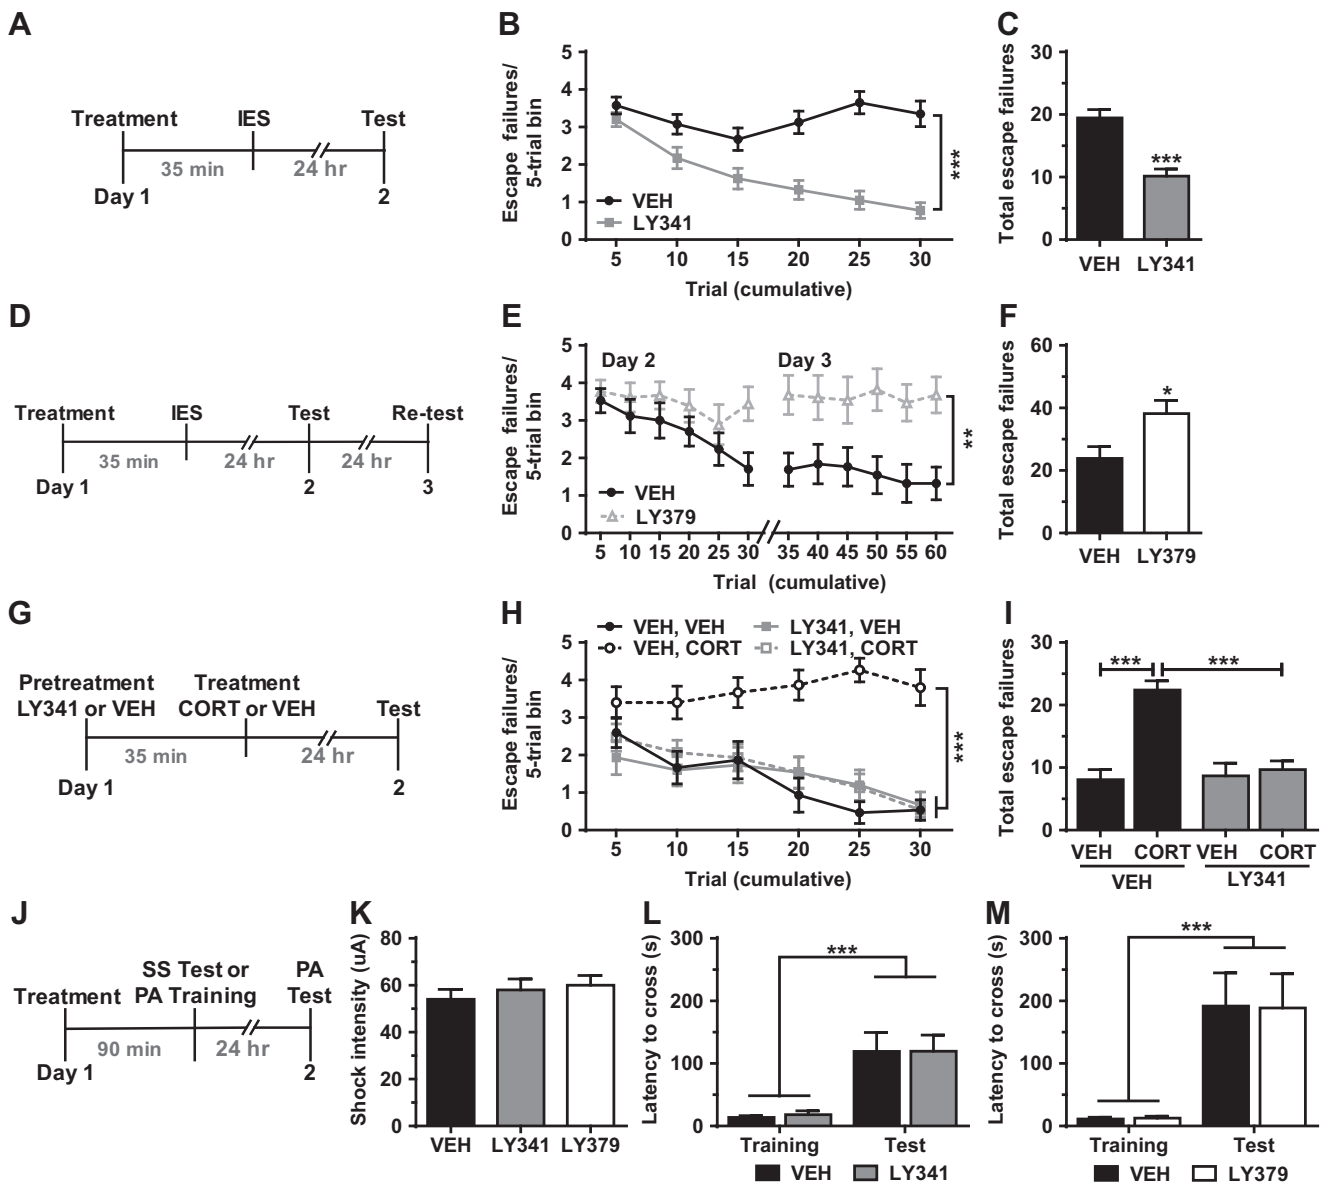 A
Treatment
IES
Test
35 min
24 hr
Day 1
2
B
Escape failures/
5-trial bin
5
4
3
2
1
0
VEH
LY341
***
5 10 15 20 25 30
Trial (cumulative)
C
Total escape failures
30
20
10
0
***
VEH LY341
D
Treatment
IES
Test
Re-test
35 min
24 hr
24 hr
Day 1
2
3
E
Escape failures/
5-trial bin
5
4
3
2
1
0
Day 2
Day 3
VEH
LY379
**
5 10 15 20 25 30 35 40 45 50 55 60
Trial (cumulative)
F
Total escape failures
60
40
20
0
*
VEH LY379
G
Pretreatment
LY341 or VEH
Treatment
CORT or VEH
Test
35 min
24 hr
Day 1
2
H
VEH, VEH
VEH, CORT
LY341, VEH
LY341, CORT
Escape failures/
5-trial bin
5
4
3
2
1
0
***
5 10 15 20 25 30
Trial (cumulative)
I
Total escape failures
30
20
10
0
***
***
VEH CORT VEH CORT
VEH LY341
J
Treatment
SS Test or
PA Training
PA
Test
90 min
24 hr
Day 1
2
K
Shock intensity (uA)
80
60
40
20
0
VEH LY341 LY379
L
Latency to cross (s)
300
200
100
0
***
Training Test
VEH LY341
M
Latency to cross (s)
300
200
100
0
***
Training Test
VEH LY379